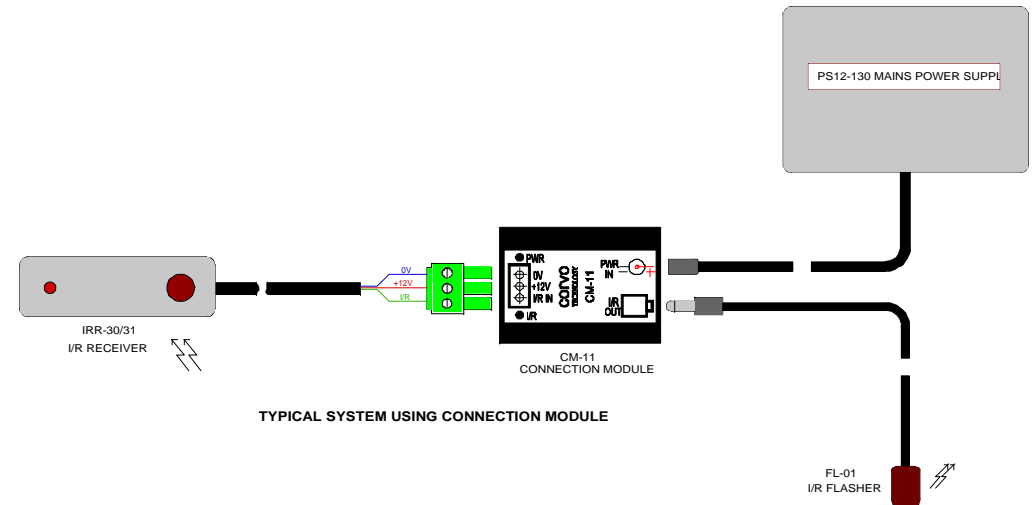 PS12-130 MAINS POWER SUPPL
0V
+12V
I/R
PWR
0V
+12V
I/R IN
I/R
corvo
TECHNOLOGY
CM-11
PWR
IN
I/R
OUT
IRR-30/31
I/R RECEIVER
CM-11
CONNECTION MODULE
TYPICAL SYSTEM USING CONNECTION MODULE
FL-01
I/R FLASHER